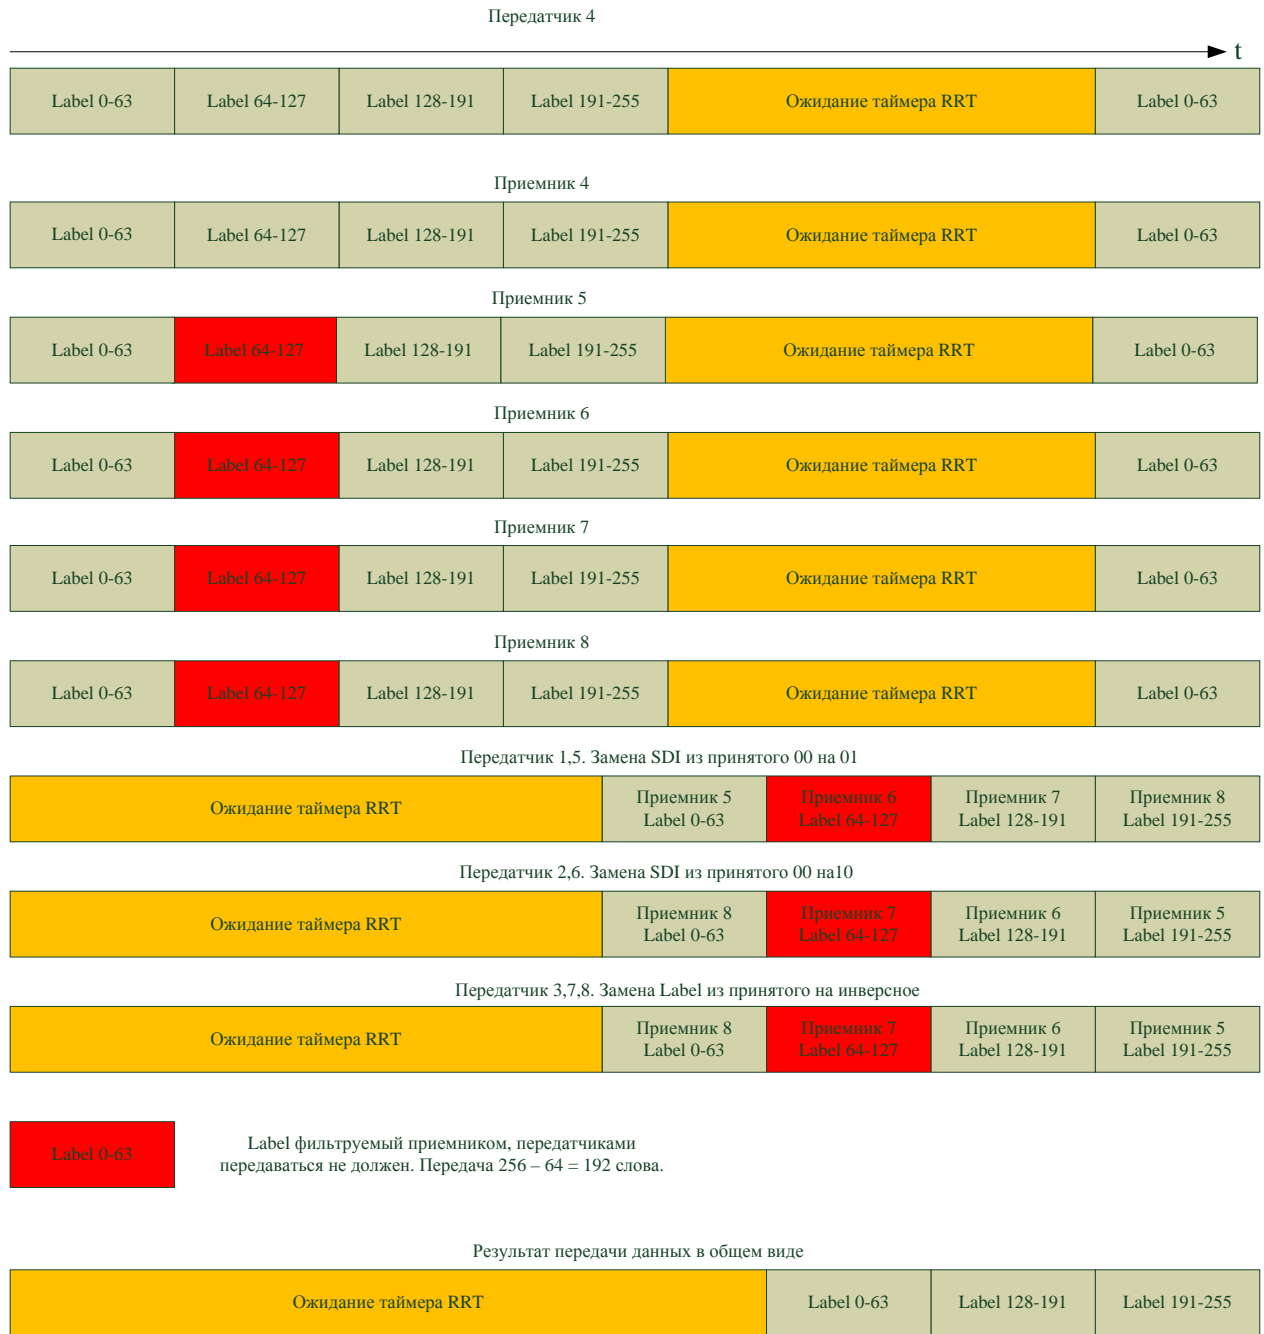 Передатчик 4
t
Label 0-63 Label 64-127 Label 128-191 Label 191-255 Ожидание таймера RRT Label 0-63
Приемник 4
Label 0-63 Label 64-127 Label 128-191 Label 191-255 Ожидание таймера RRT Label 0-63
Приемник 5
Label 0-63 Label 64-127 Label 128-191 Label 191-255 Ожидание таймера RRT Label 0-63
Приемник 6
Label 0-63 Label 64-127 Label 128-191 Label 191-255 Ожидание таймера RRT Label 0-63
Приемник 7
Label 0-63 Label 64-127 Label 128-191 Label 191-255 Ожидание таймера RRT Label 0-63
Приемник 8
Label 0-63 Label 64-127 Label 128-191 Label 191-255 Ожидание таймера RRT Label 0-63
Передатчик 1,5. Замена SDI из принятого 00 на 01
Ожидание таймера RRT
Приемник 5
Label 0-63
Приемник 6
Label 64-127
Приемник 7
Label 128-191
Приемник 8
Label 191-255
Передатчик 2,6. Замена SDI из принятого 00 на10
Ожидание таймера RRT
Приемник 8
Label 0-63
Приемник 7
Label 64-127
Приемник 6
Label 128-191
Приемник 5
Label 191-255
Передатчик 3,7,8. Замена Label из принятого на инверсное
Ожидание таймера RRT
Приемник 8
Label 0-63
Приемник 7
Label 64-127
Приемник 6
Label 128-191
Приемник 5
Label 191-255
Label 0-63
Label фильтруемый приемником, передатчиками
передаваться не должен. Передача 256 – 64 = 192 слова.
Результат передачи данных в общем виде
Ожидание таймера RRT Label 0-63 Label 128-191 Label 191-255